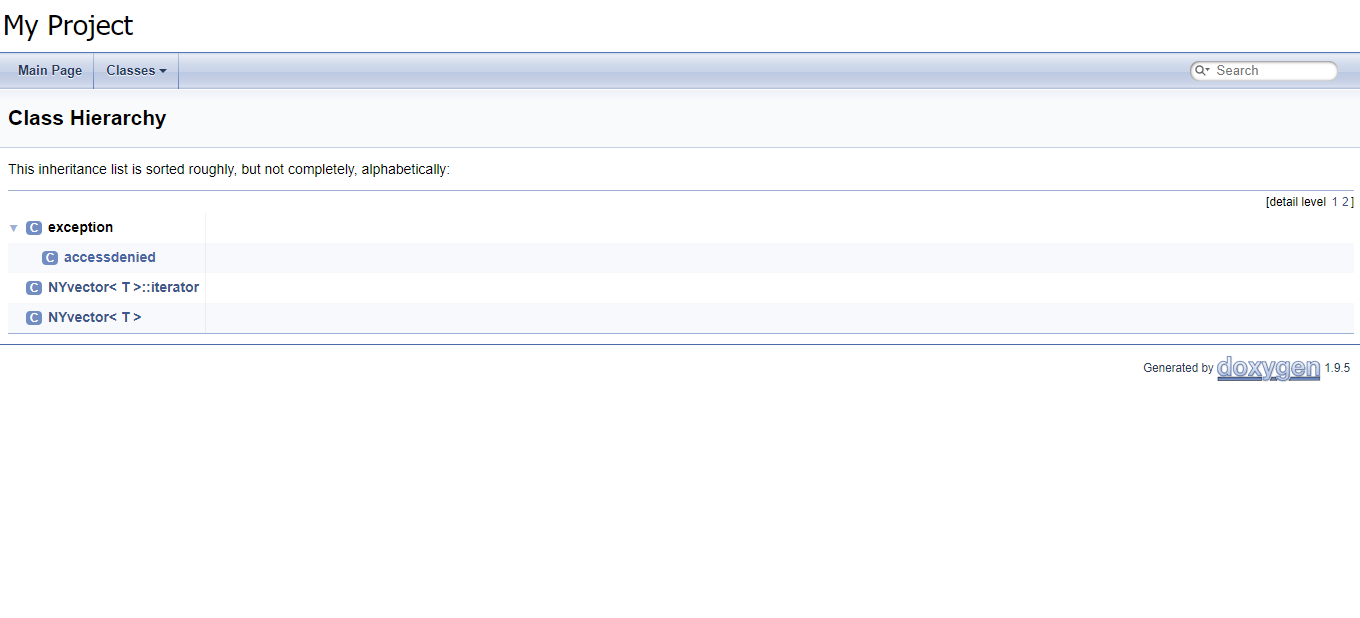 My Project
Main Page Classes Search
Class Hierarchy
This inheritance list is sorted roughly, but not completely, alphabetically:
[detail level 1 2]
C exception
C accessdenied
C NYvector< T >::iterator
C NYvector< T >
Generated by doxygen 1.9.5